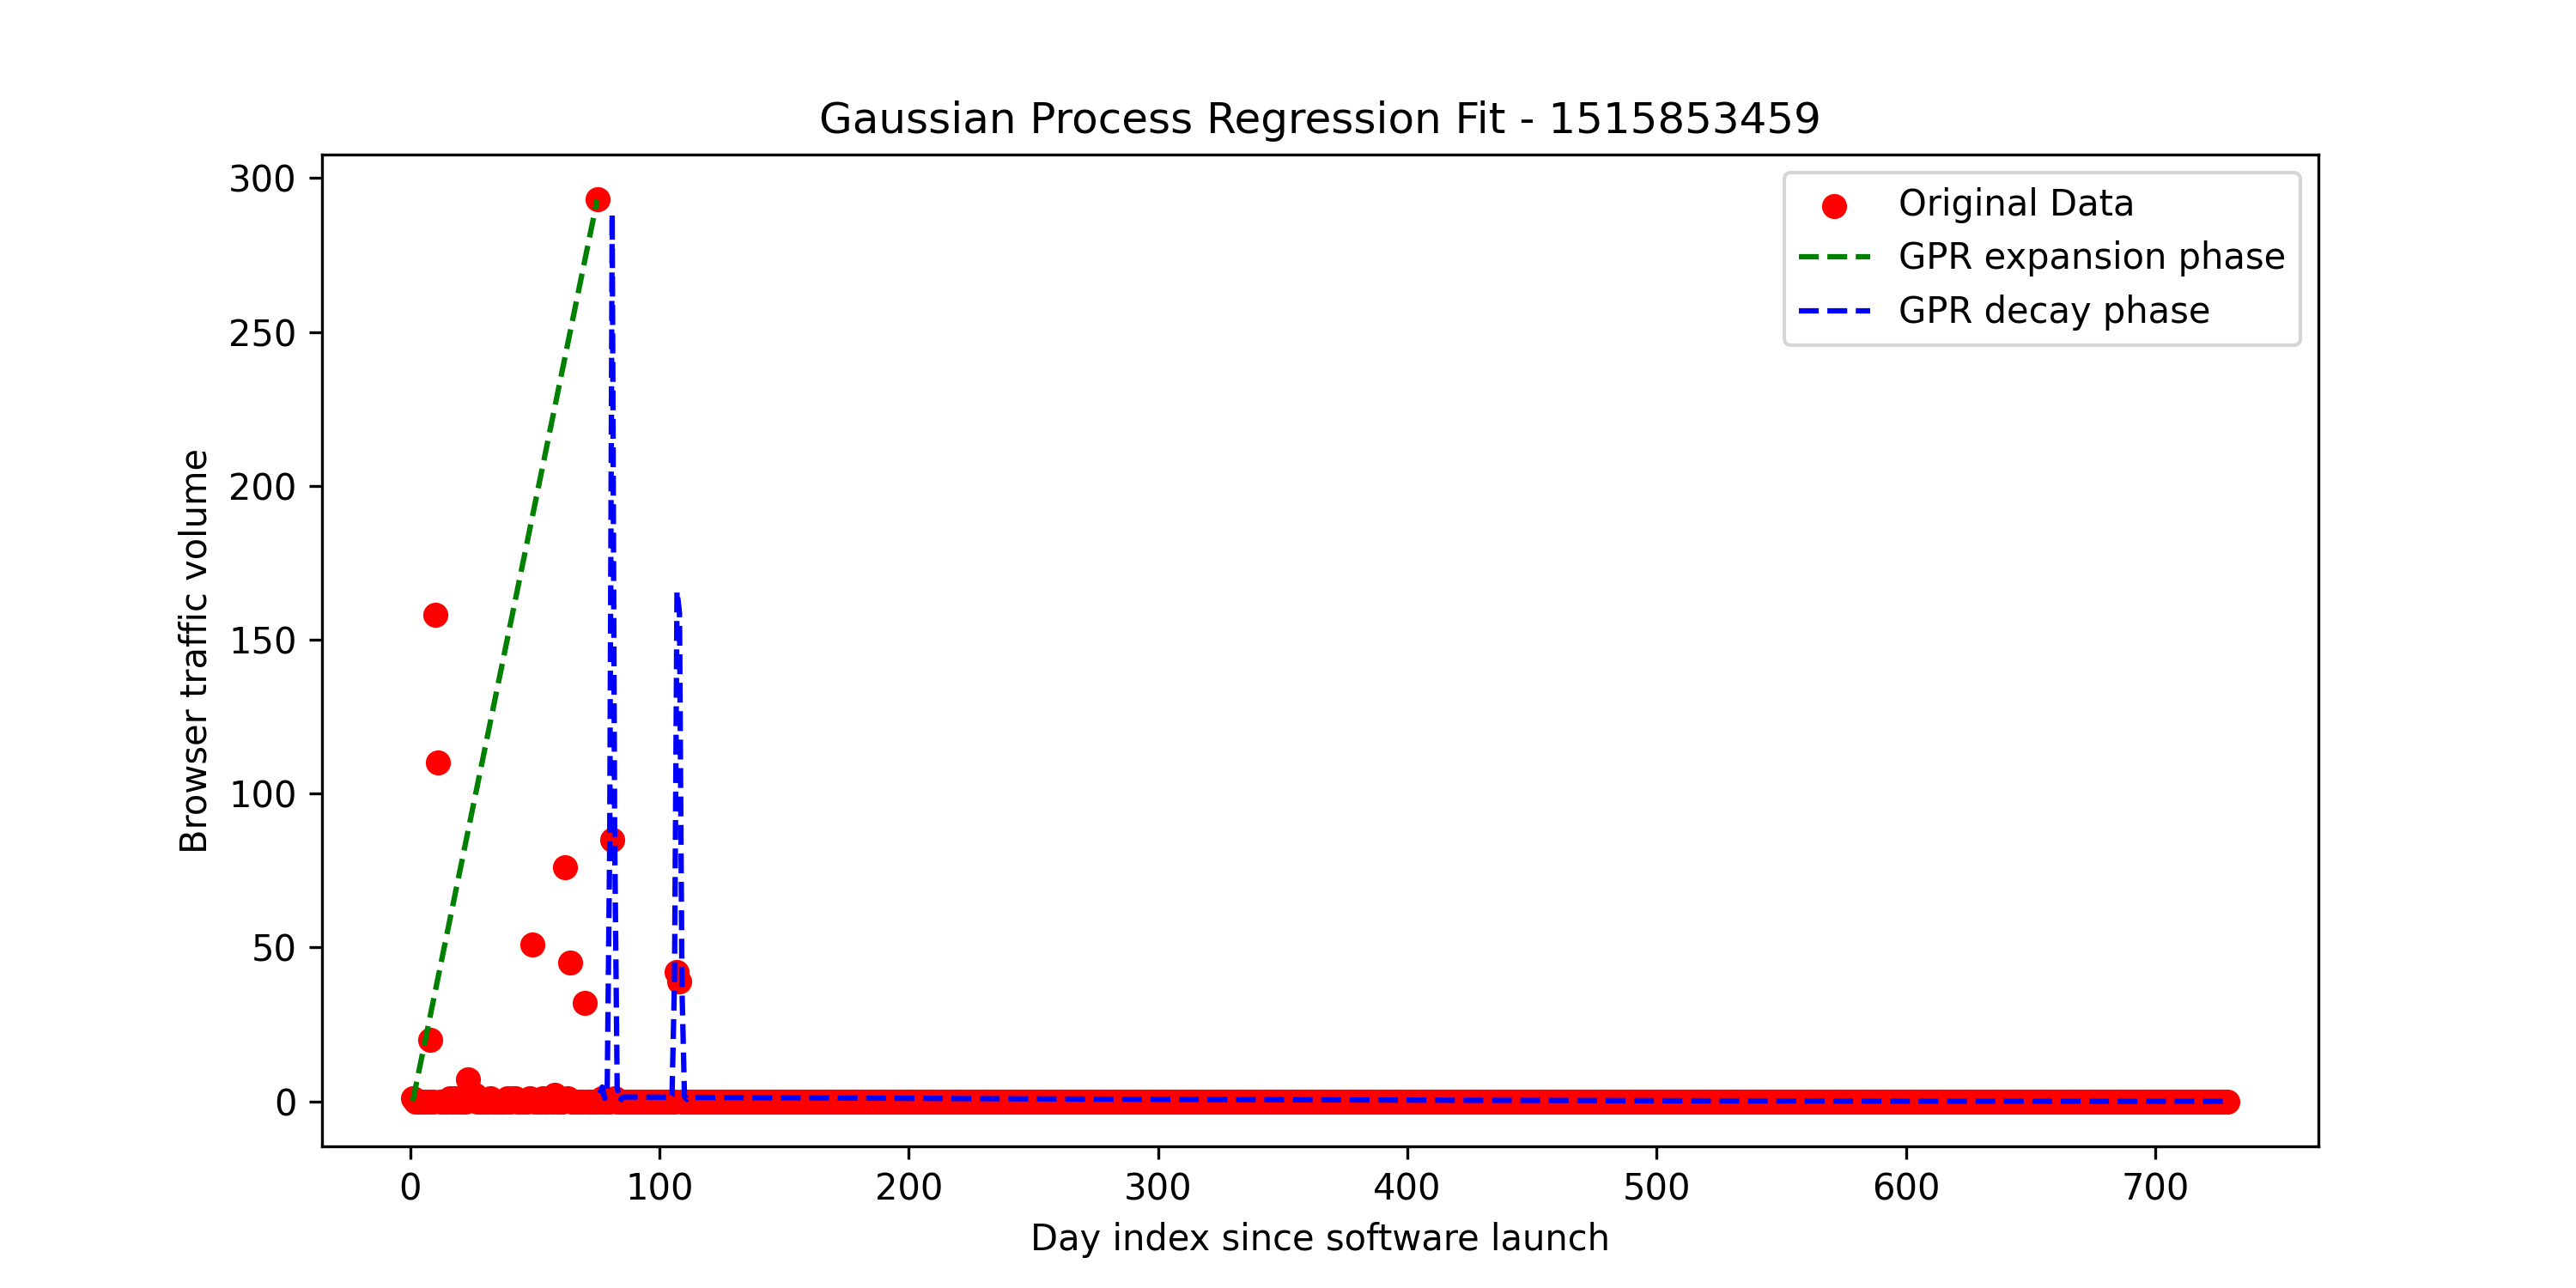 Gaussian Process Regression Fit - 1515853459
Original Data
GPR expansion phase
GPR decay phase
Browser traffic volume
300
250
200
150
100
50
0
0 100 200 300 400 500 600 700
Day index since software launch